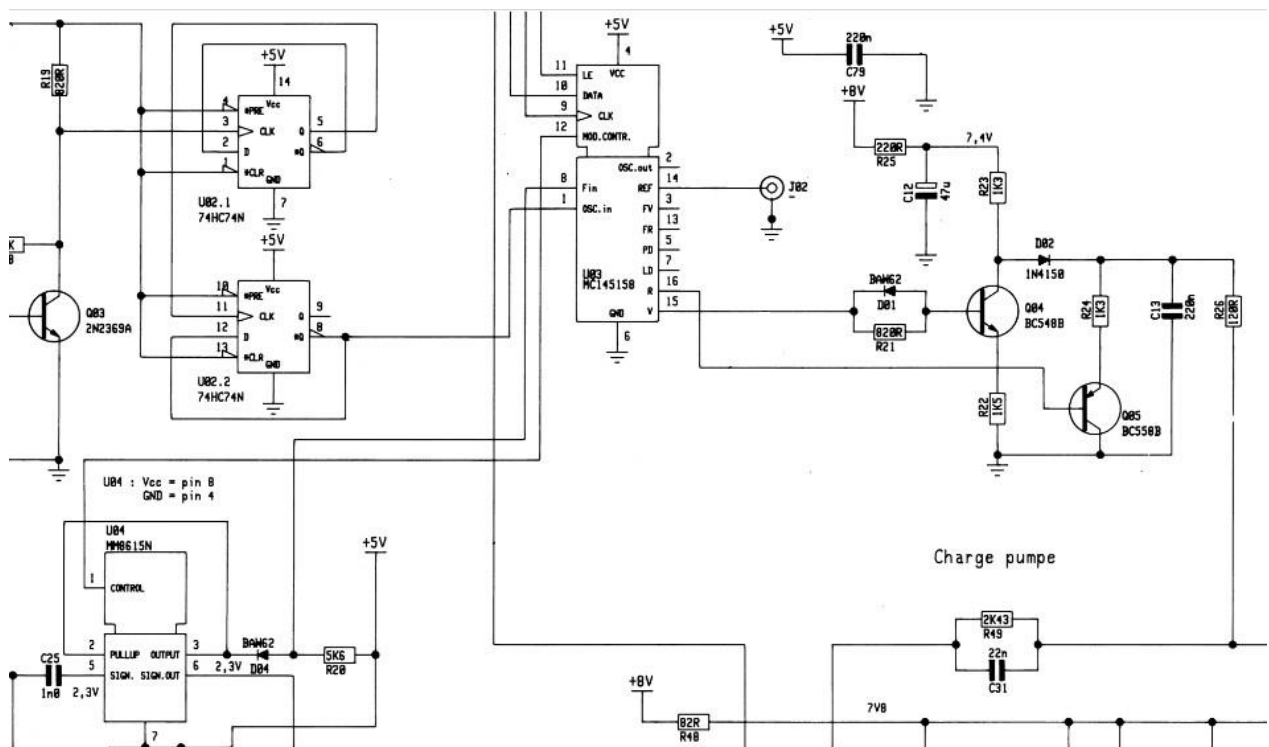 +5V
220n
C79
+5V
4
11
LE
VCC
10
DATA
9
CLK
12
MOD.CONTR.
+8V
7,4V
220R
R25
C12
47u
R23
1K3
R19
820R
+5V
14
4
*PRE
Vcc
3
CLK
Q
5
2
D
*Q
6
1
*CLR
GND
7
U02.1
74HC74N
OSC.out
2
8
Fin
REF
14
J02
-
1
OSC.in
FV
3
FR
13
PD
5
LD
7
U03
MC145158
R
16
V
15
GND
6
+5V
10
*PRE
Vcc
9
11
CLK
Q
12
D
*Q
8
13
*CLR
GND
U02.2
74HC74N
Q03
2N2369A
K
8
BAW62
D01
820R
R21
D02
1N4150
Q04
BC548B
R24
1K3
C13
220n
R26
120R
R22
1K5
Q05
BC558B
U04 : Vcc = pin 8
GND = pin 4
U04
MM8615N
1
CONTROL
+5V
Charge pumpe
2
PULLUP
OUTPUT
3
BAW62
D04
5K6
R20
C25
1n0
5
SIGN.
SIGN.OUT
6
2,3V
2,3V
7
2K43
R49
22n
C31
+8V
82R
R48
7V8